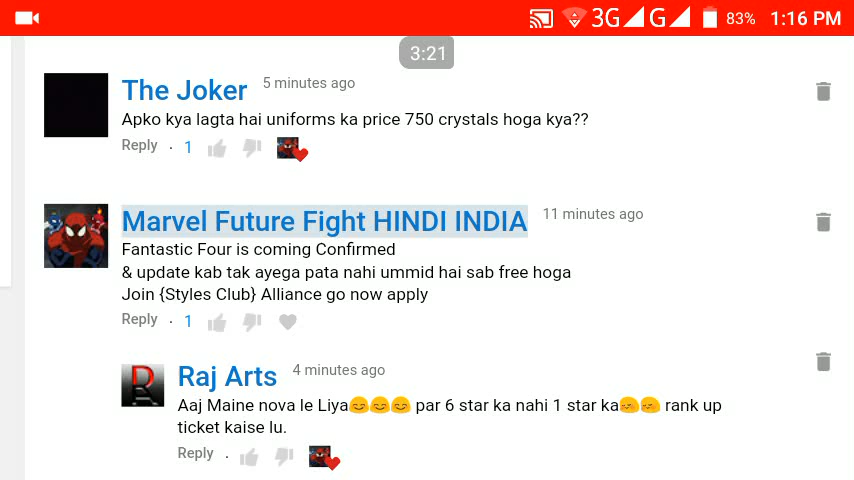 3G G 83% 1:16 PM
3:21
The Joker 5 minutes ago
Apko kya lagta hai uniforms ka price 750 crystals hoga kya??
Reply . 1
Marvel Future Fight HINDI INDIA 11 minutes ago
Fantastic Four is coming Confirmed
& update kab tak ayega pata nahi ummid hai sab free hoga
Join {Styles Club} Alliance go now apply
Reply . 1
Raj Arts 4 minutes ago
Aaj Maine nova le Liya😊😊😊 par 6 star ka nahi 1 star ka😔😔 rank up
ticket kaise lu.
Reply .